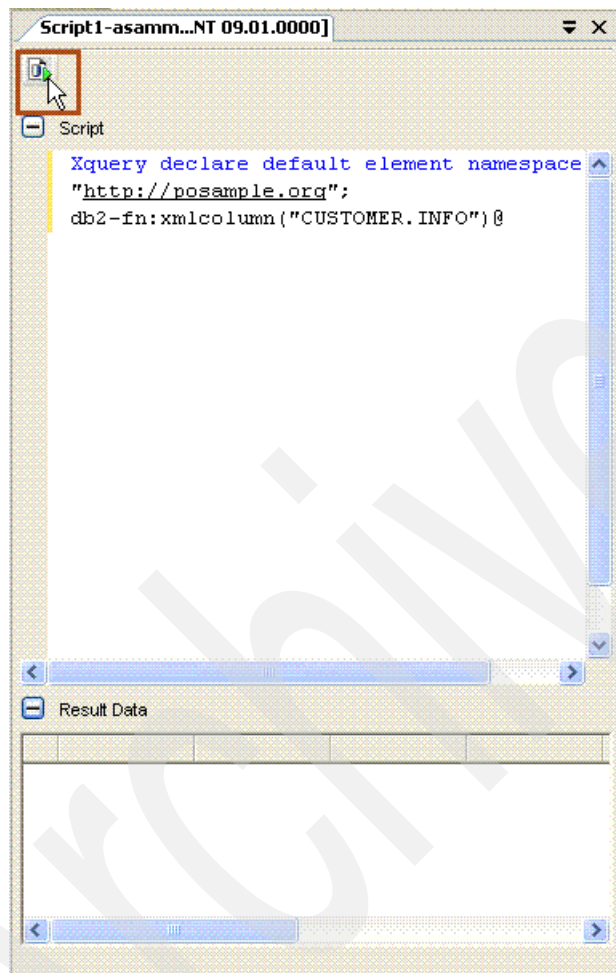 Script1-asamm...NT 09.01.0000]
Script
Xquery declare default element namespace
"http://posample.org";
db2-fn:xmlcolumn("CUSTOMER.INFO")@
Result Data